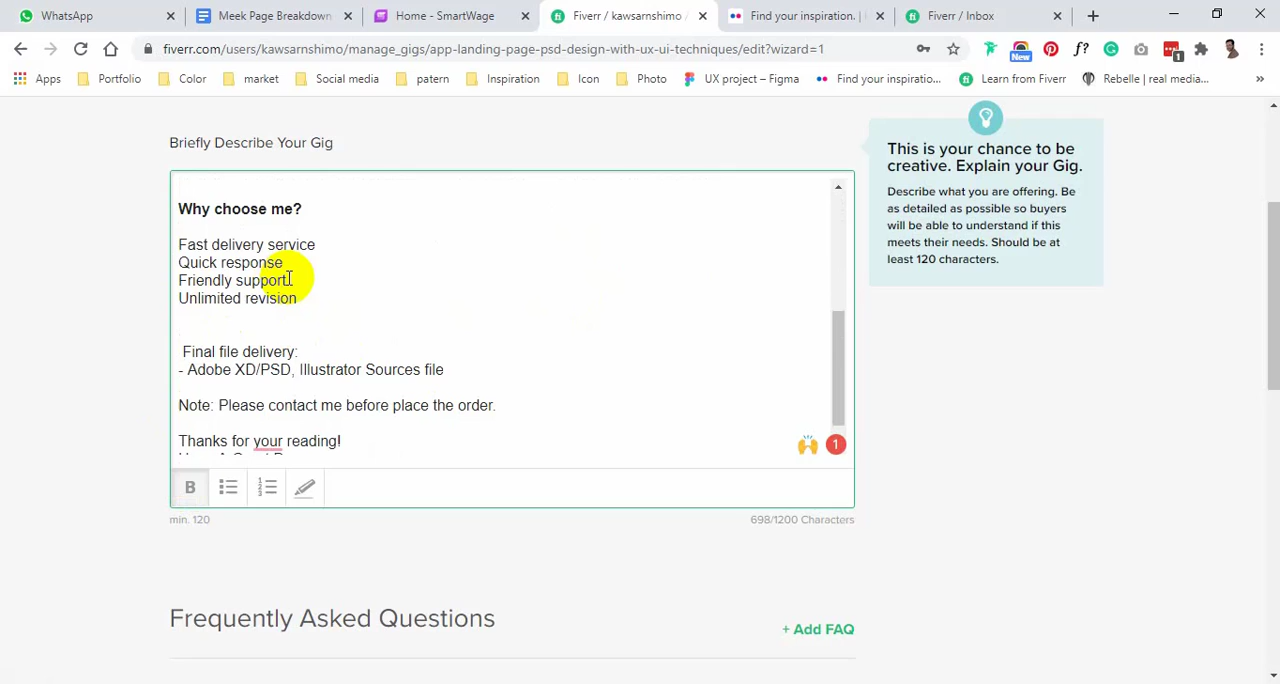 WhatsApp
Meek Page Breakdown
Home - SmartWage
Fiverr / kawsarnshimo /
Find your inspiration. |
Fiverr / Inbox
fiverr.com/users/kawsarnshimo/manage_gigs/app-landing-page-psd-design-with-ux-ui-techniques/edit?wizard=1
New
f?
1
Apps
Portfolio
Color
market
Social media
patern
Inspiration
Icon
Photo
UX project – Figma
Find your inspiratio...
Learn from Fiverr
Rebelle | real media...
»
Briefly Describe Your Gig
Why choose me?
Fast delivery service
Quick response
Friendly support
Unlimited revision
Final file delivery:
- Adobe XD/PSD, Illustrator Sources file
Note: Please contact me before place the order.
Thanks for your reading!
1
B
min. 120
698/1200 Characters
This is your chance to be
creative. Explain your Gig.
Describe what you are offering. Be
as detailed as possible so buyers
will be able to understand if this
meets their needs. Should be at
least 120 characters.
Frequently Asked Questions
+ Add FAQ